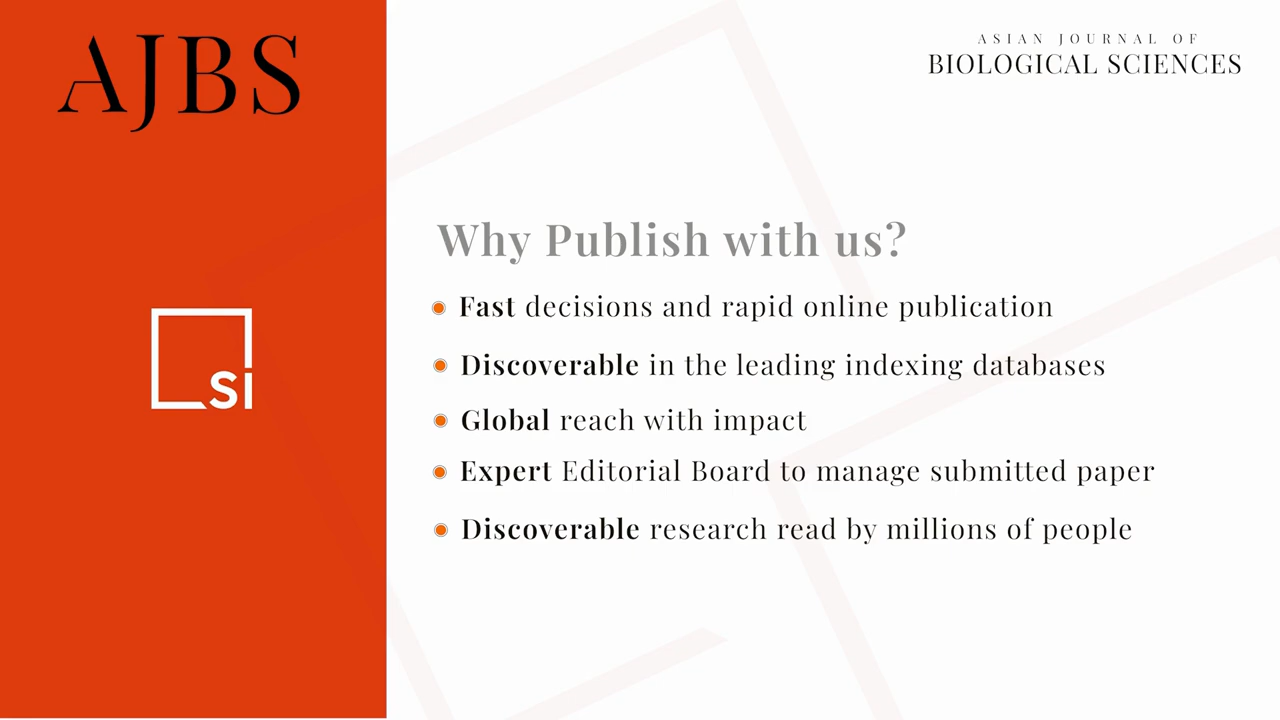 AJBS
ASIAN JOURNAL OF
BIOLOGICAL SCIENCES
si
Why Publish with us?
Fast decisions and rapid online publication
Discoverable in the leading indexing databases
Global reach with impact
Expert Editorial Board to manage submitted paper
Discoverable research read by millions of people